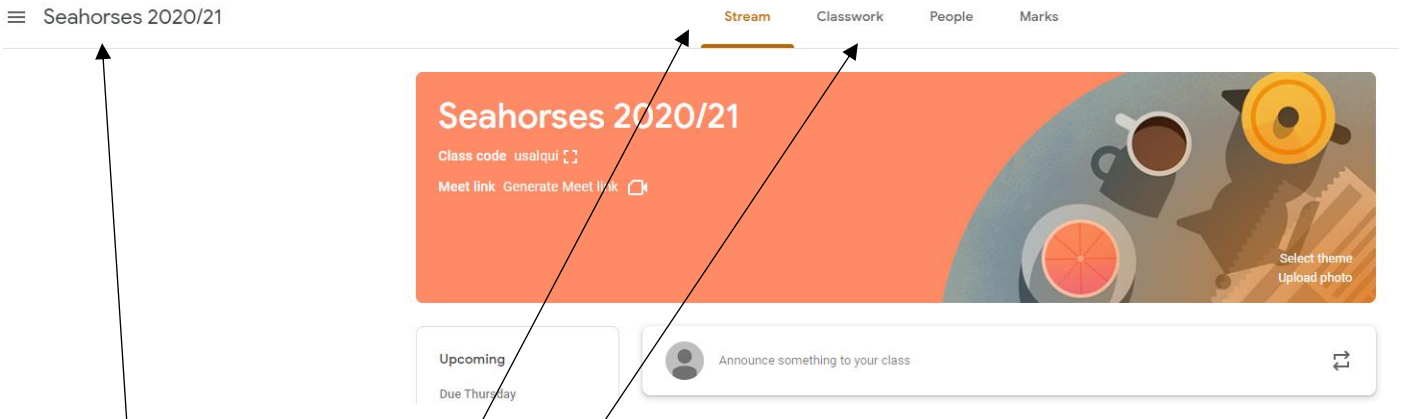 Seahorses 2020/21
Stream Classwork People Marks
Seahorses 2020/21
Class code usalqui
Meet link Generate Meet link
Select theme
Upload photo
Upcoming
Due Thursday
Announce something to your class